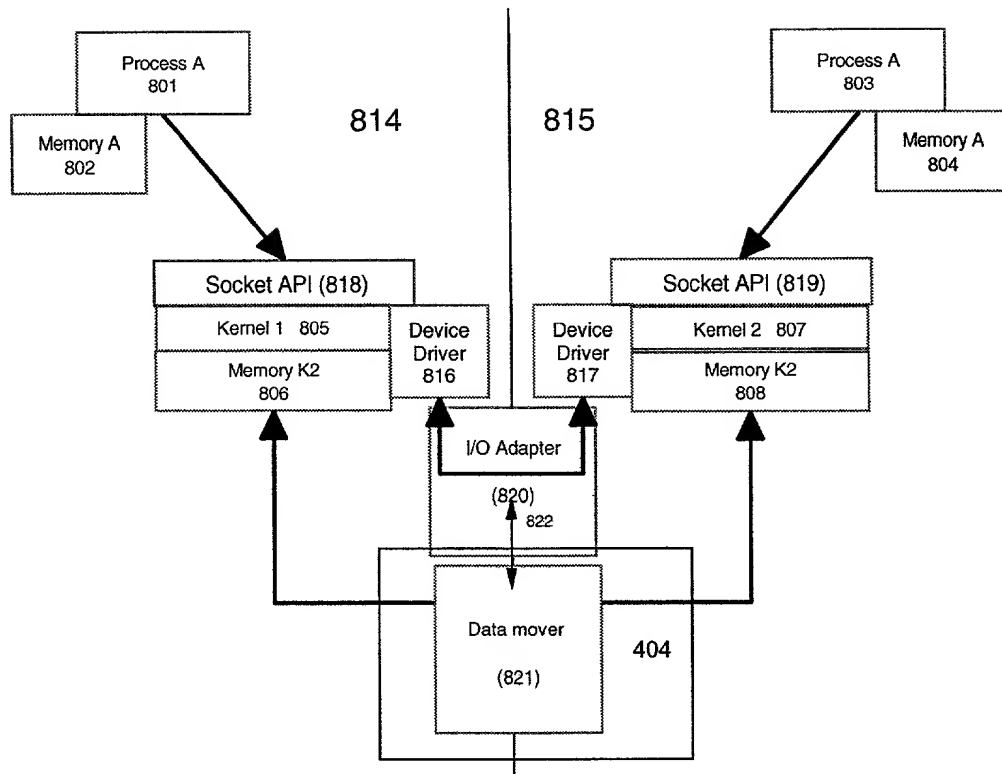 Process A
801
Memory A
802
814
815
Process A
803
Memory A
804
Socket API (818)
Kernel 1 805
Memory K2
806
Device
Driver
816
Socket API (819)
Kernel 2 807
Memory K2
808
Device
Driver
817
I/O Adapter
(820)
822
Data mover
(821)
404